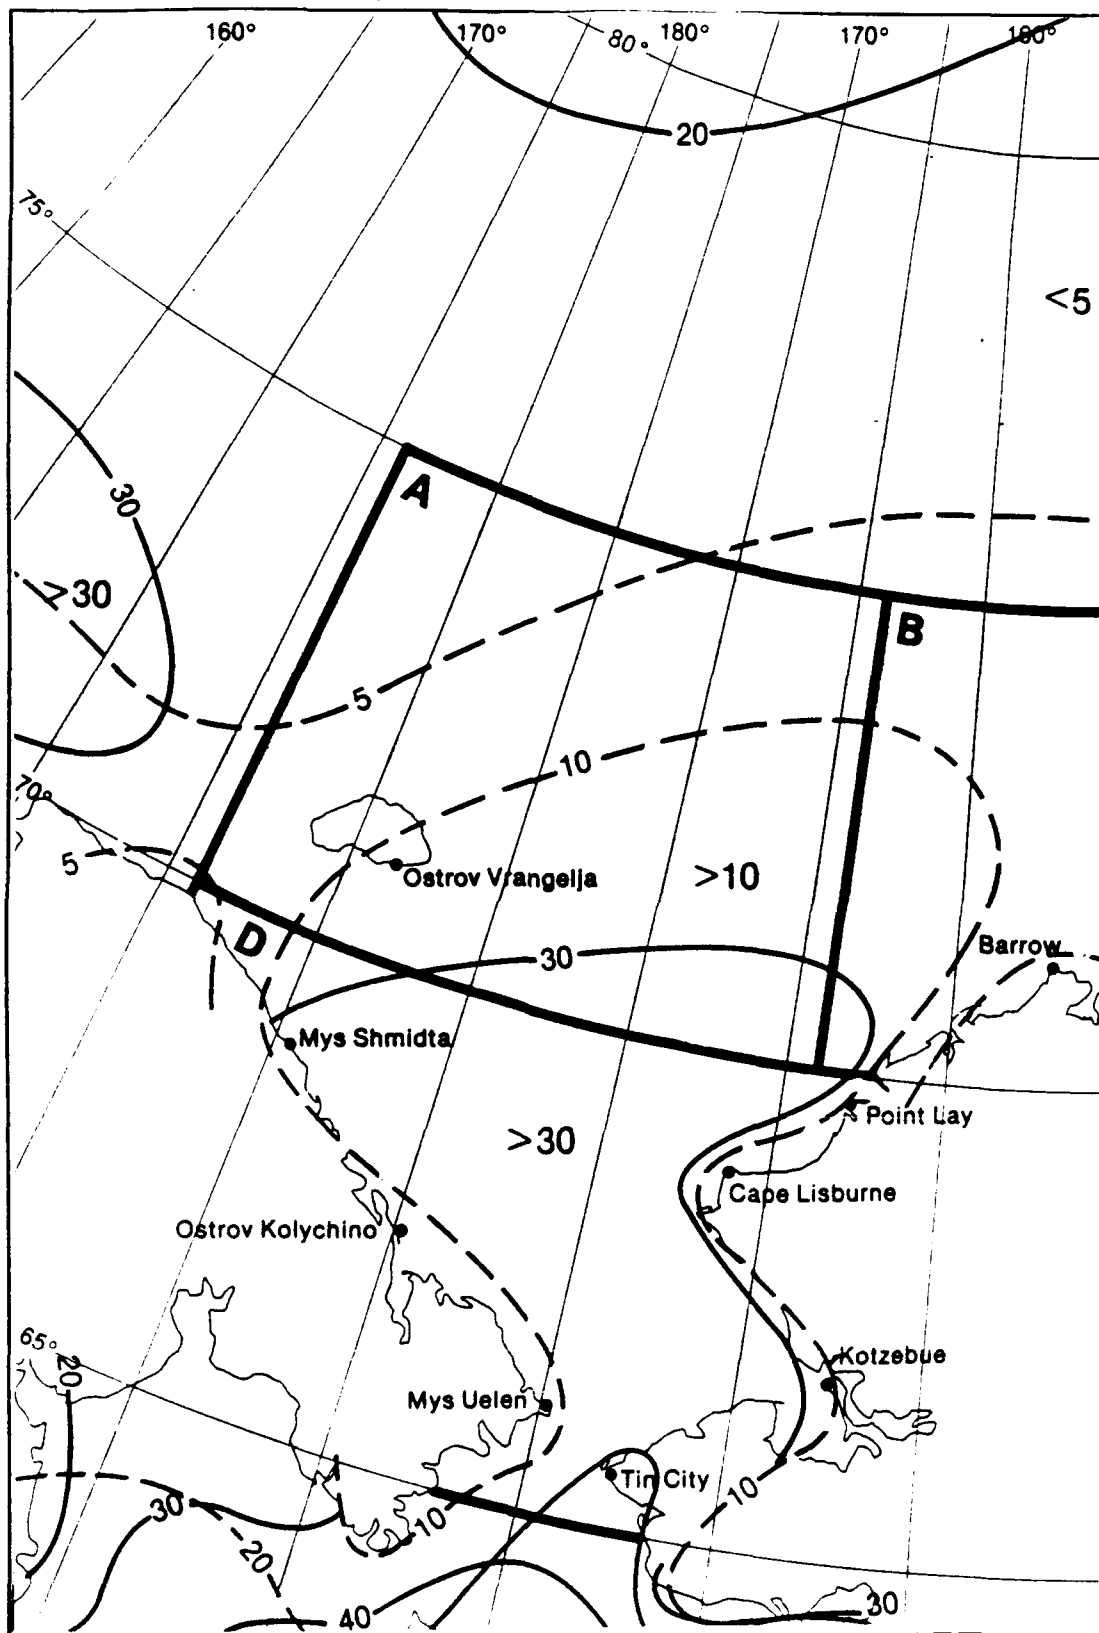 160°
170°
80°
180°
170°
160°
20
75°
<5
30
A
>30
B
5
10
70°
5
Ostrov Vrangelja
>10
D
30
Barrow
Mys Shmidta
Point Lay
>30
Cape Lisburne
Ostrov Kolychino
65°
20
Kotzebue
Mys Uelen
Tin City
10
30
10
20
40
30